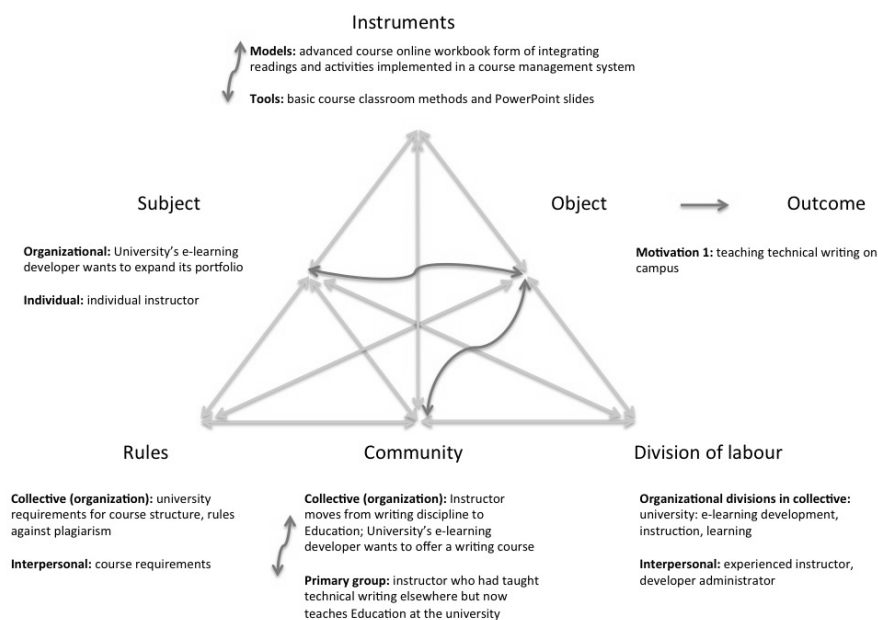 Instruments
Models: advanced course online workbook form of integrating
readings and activities implemented in a course management system
Tools: basic course classroom methods and PowerPoint slides
Subject
Object
Outcome
Organizational: University's e-learning
developer wants to expand its portfolio
Individual: individual instructor
Motivation 1: teaching technical writing on
campus
Rules
Community
Division of labour
Collective (organization): university
requirements for course structure, rules
against plagiarism
Interpersonal: course requirements
Collective (organization): Instructor
moves from writing discipline to
Education; University's e-learning
developer wants to offer a writing course
Primary group: instructor who had taught
technical writing elsewhere but now
teaches Education at the university
Organizational divisions in collective:
university: e-learning development,
instruction, learning
Interpersonal: experienced instructor,
developer administrator